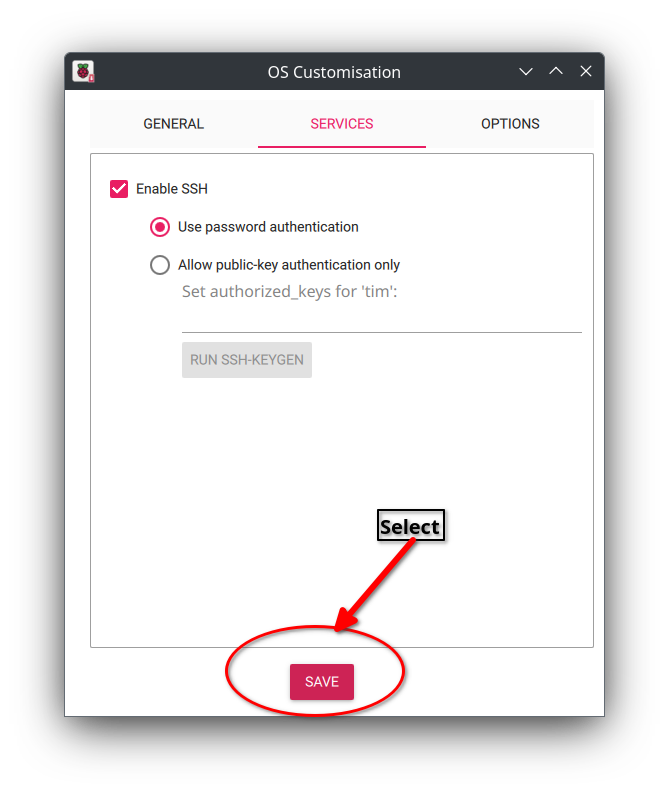 OS Customisation
GENERAL SERVICES OPTIONS
Enable SSH
Use password authentication
Allow public-key authentication only
Set authorized_keys for 'tim':
RUN SSH-KEYGEN
Select
SAVE